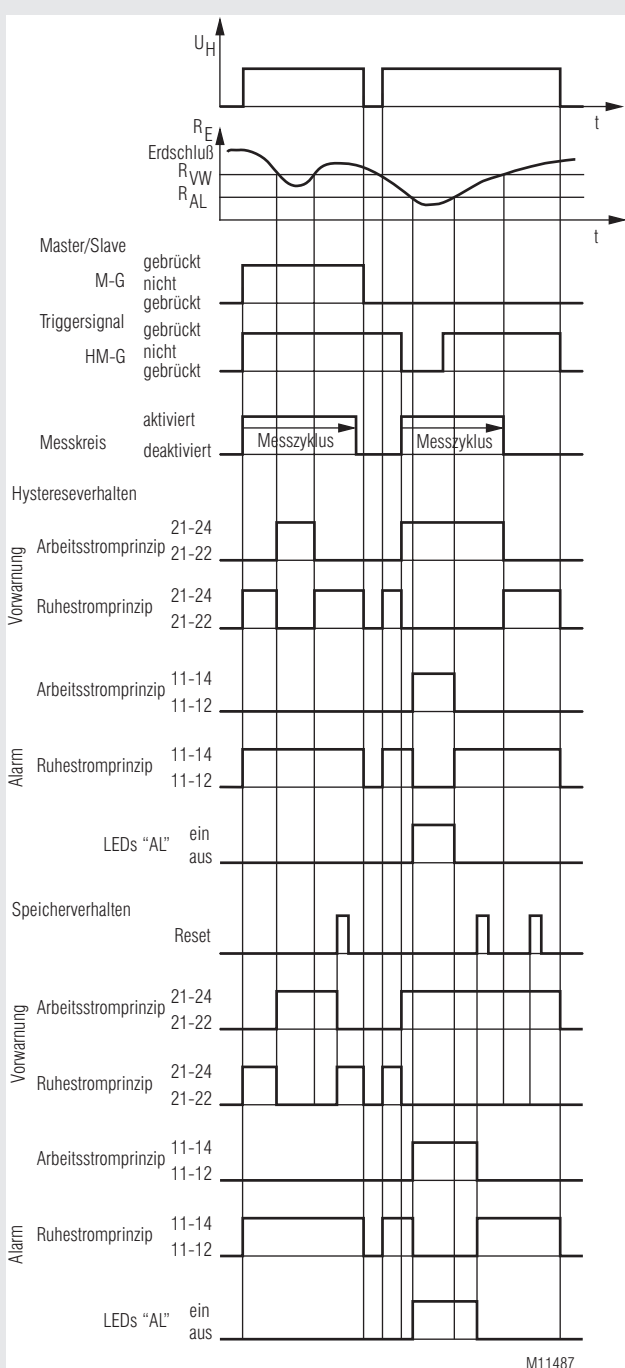 U_H
t
R_E
Erdschluß
R_VW
R_AL
t
Master/Slave
M-G
gebrückt
nicht
gebrückt
Triggersignal
HM-G
gebrückt
nicht
gebrückt
Messkreis
aktiviert
deaktiviert
Messzyklus
Messzyklus
Hystereseverhalten
Vorwarnung
Arbeitsstromprinzip
21-24
21-22
Ruhestromprinzip
21-24
21-22
Alarm
Arbeitsstromprinzip
11-14
11-12
Ruhestromprinzip
11-14
11-12
LEDs “AL”
ein
aus
Speicherverhalten
Reset
Vorwarnung
Arbeitsstromprinzip
21-24
21-22
Ruhestromprinzip
21-24
21-22
Alarm
Arbeitsstromprinzip
11-14
11-12
Ruhestromprinzip
11-14
11-12
LEDs “AL”
ein
aus
M11487